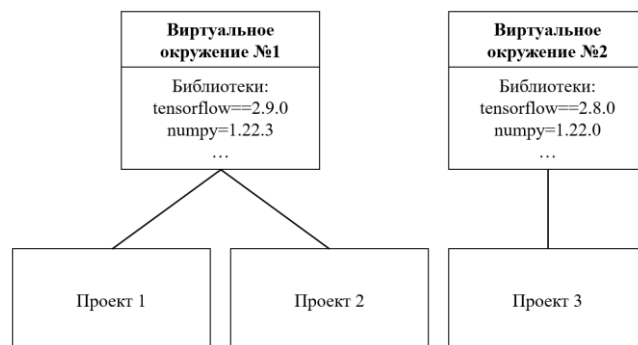 Виртуальное
окружение №1
Библиотеки:
tensorflow==2.9.0
numpy=1.22.3
…
Виртуальное
окружение №2
Библиотеки:
tensorflow==2.8.0
numpy=1.22.0
…
Проект 1
Проект 2
Проект 3